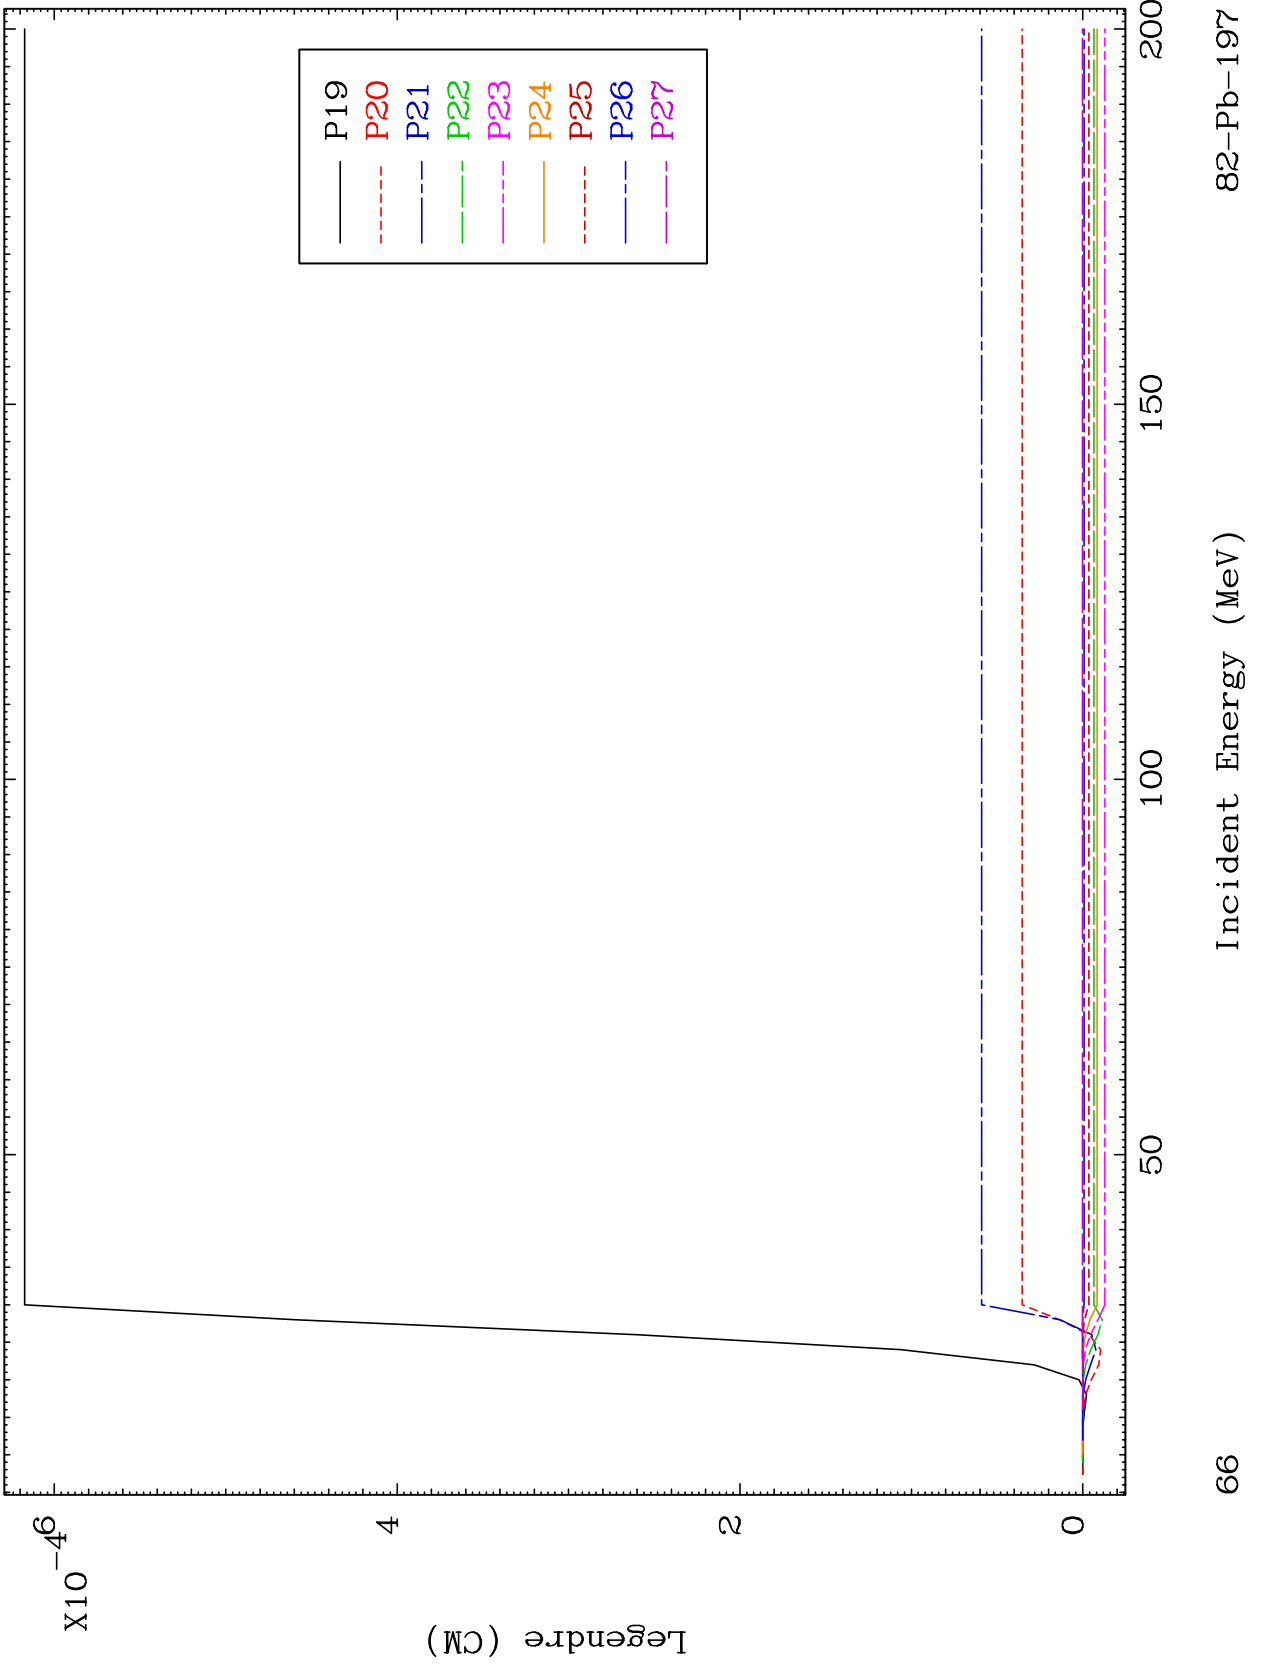 X10⁻⁴
6
4
2
0
Legendre (CM)
P19
P20
P21
P22
P23
P24
P25
P26
P27
50
100
150
200
66
Incident Energy (MeV)
82-Pb-197